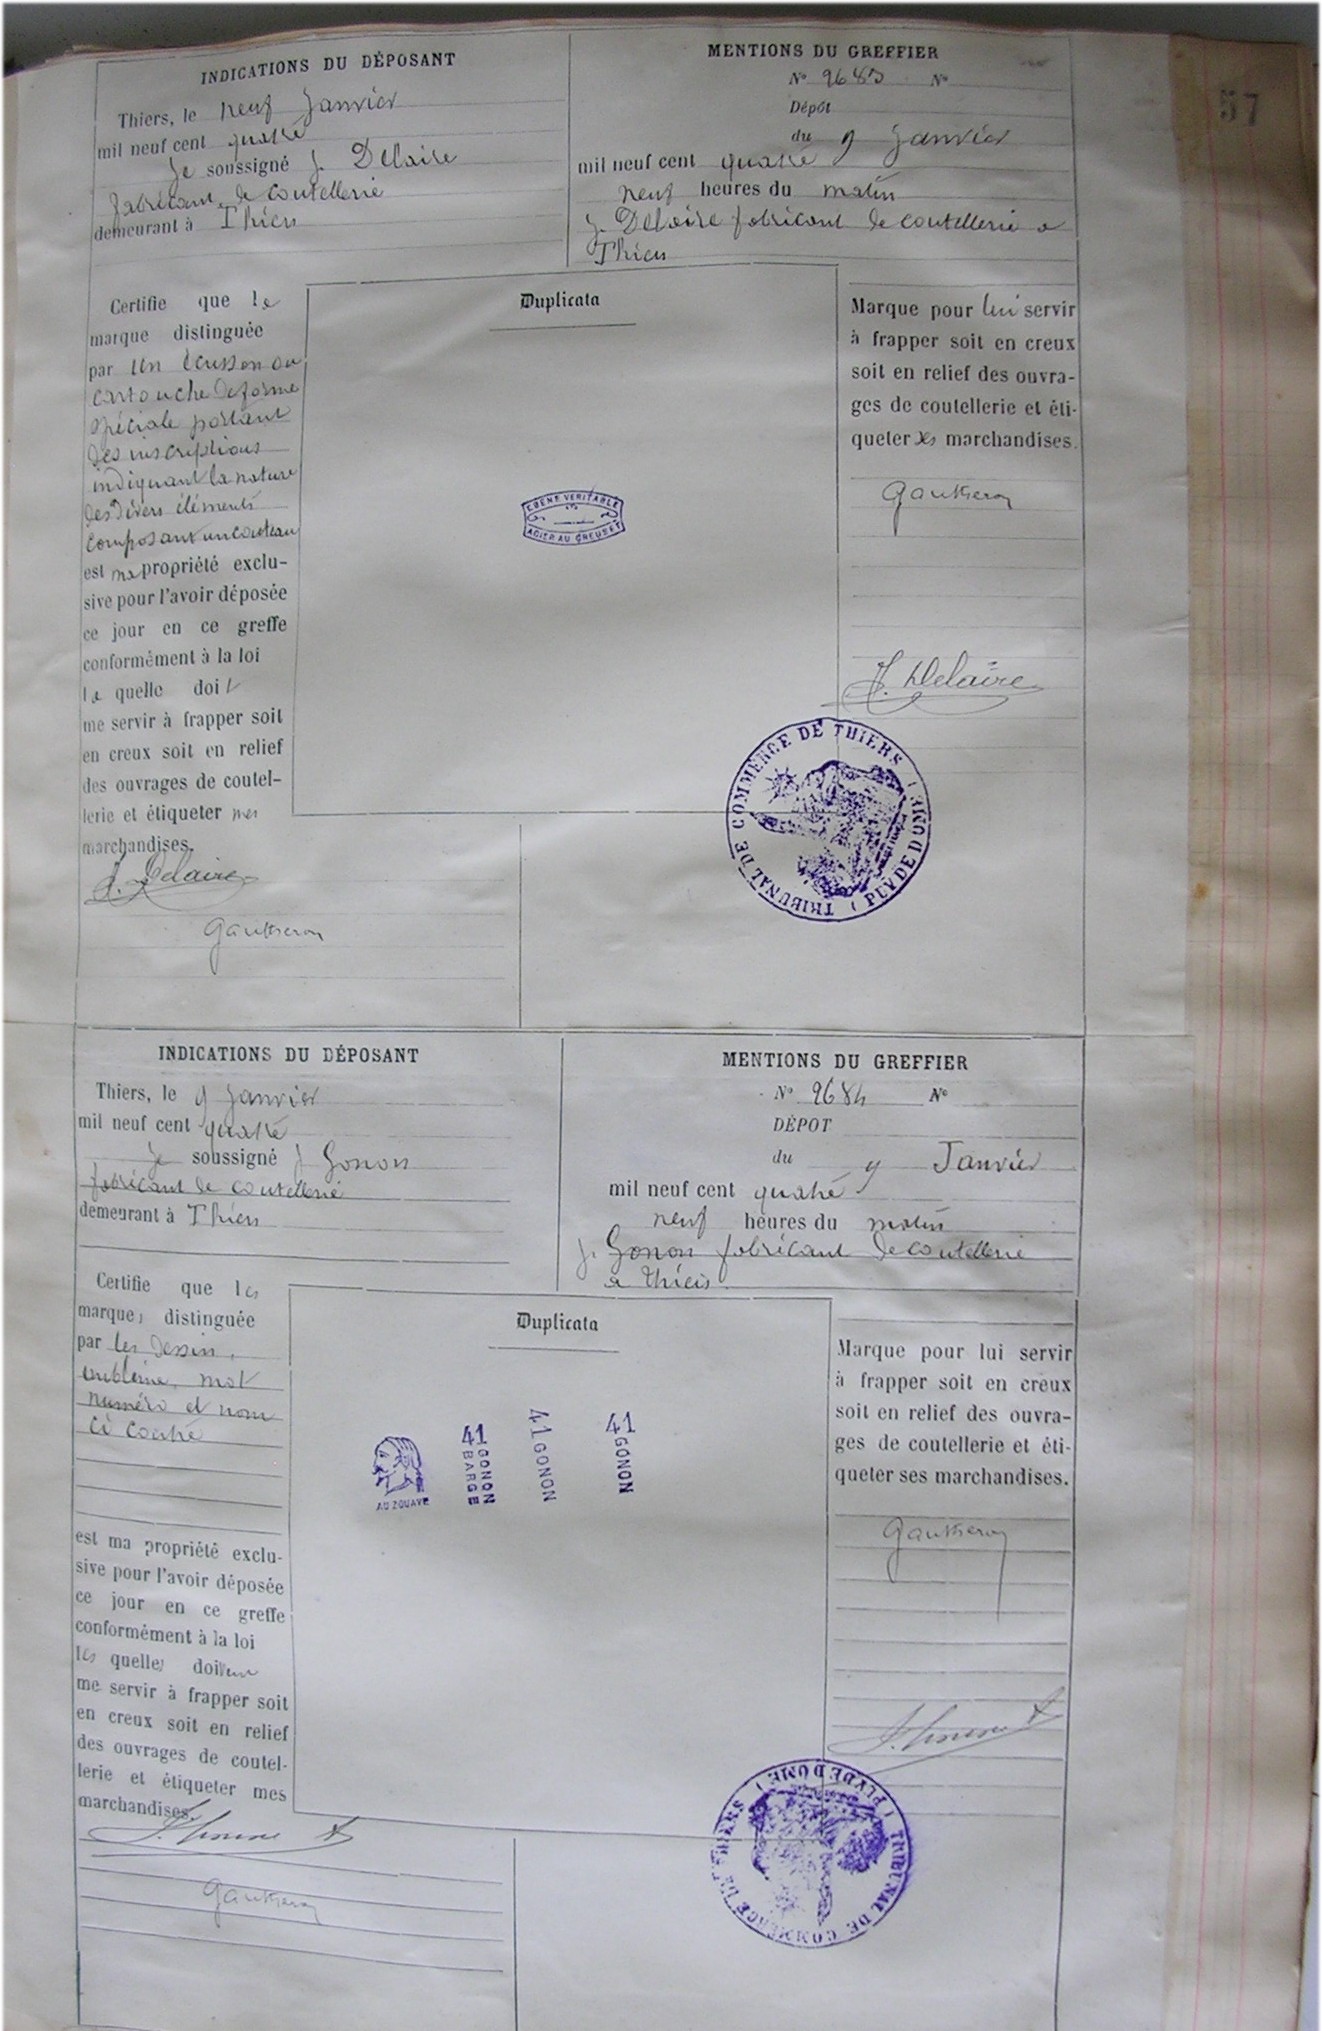 57
INDICATIONS DU DÉPOSANT
Thiers, le neuf Janvier
mil neuf cent quatre
Je soussigné J. Delaire
fabricant de coutellerie
demeurant à Thiers
MENTIONS DU GREFFIER
N° 9683 N°
Dépôt
du 9 Janvier
mil neuf cent quatre
neuf heures du matin
J. Delaire fabricant de coutellerie a
Thiers
Certifie que la
marque distinguée
par un écusson ou
cartouche de forme
spéciale portant
des inscriptions
indiquant la nature
des divers éléments
composant un couteau
est ma propriété exclu-
sive pour l'avoir déposée
ce jour en ce greffe
conformément à la loi
la quelle doit
me servir à frapper soit
en creux soit en relief
des ouvrages de coutel-
lerie et étiqueter mes
marchandises.
J. Delaire
Duplicata
EBENE VERITABLE
ACIER AU CREUSET
Marque pour lui servir
à frapper soit en creux
soit en relief des ouvra-
ges de coutellerie et éti-
queter ses marchandises.
J. Delaire
TRIBUNAL DE COMMERCE DE THIERS (PUY DE DOME)
INDICATIONS DU DÉPOSANT
Thiers, le 9 Janvier
mil neuf cent quatre
Je soussigné J Gonon
fabricant de coutellerie
demeurant à Thiers
MENTIONS DU GREFFIER
N° 9684 N°
DÉPOT
du 9 Janvier
mil neuf cent quatre
neuf heures du matin
J. Gonon fabricant de coutellerie
a Thiers
Certifie que les
marques distinguée
par les dessin,
emblème, mot
numéro et nom
ci contre
est ma propriété exclu-
sive pour l'avoir déposée
ce jour en ce greffe
conformément à la loi
les quelles doivent
me servir à frapper soit
en creux soit en relief
des ouvrages de coutel-
lerie et étiqueter mes
marchandises.
Duplicata
AU ZOUAVE
41 GONON
BARGE
41 GONON
41 GONON
Marque pour lui servir
à frapper soit en creux
soit en relief des ouvra-
ges de coutellerie et éti-
queter ses marchandises.
TRIBUNAL DE COMMERCE DE THIERS (PUY DE DOME)